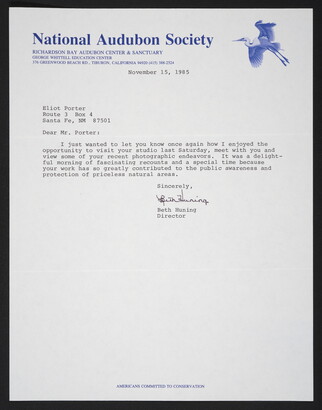 National Audubon Society
RICHARDSON BAY AUDUBON CENTER & SANCTUARY
GEORGE WHITTELL EDUCATION CENTER
376 GREENWOOD BEACH RD., TIBURON, CALIFORNIA 94920 (415) 388-2524
November 15, 1985
Eliot Porter
Route 3 Box 4
Santa Fe, NM 87501
Dear Mr. Porter:
I just wanted to let you know once again how I enjoyed the
opportunity to visit your studio last Saturday, meet with you and
view some of your recent photographic endeavors. It was a delight-
ful morning of fascinating recounts and a special time because
your work has so greatly contributed to the public awareness and
protection of priceless natural areas.
Sincerely,
Beth Huning
Beth Huning
Director
AMERICANS COMMITTED TO CONSERVATION